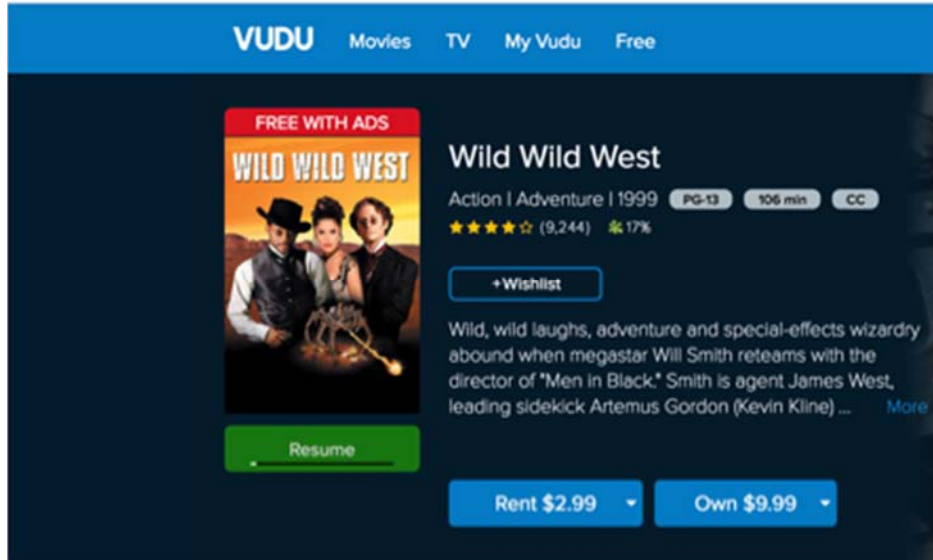 VUDU Movies TV My Vudu Free
FREE WITH ADS
WILD WILD WEST
Wild Wild West
Action | Adventure | 1999 PG-13 106 min CC
(9,244) 17%
+Wishlist
Wild, wild laughs, adventure and special-effects wizardry
abound when megastar Will Smith reteams with the
director of "Men in Black." Smith is agent James West,
leading sidekick Artemus Gordon (Kevin Kline) ... More
Resume
Rent $2.99 Own $9.99